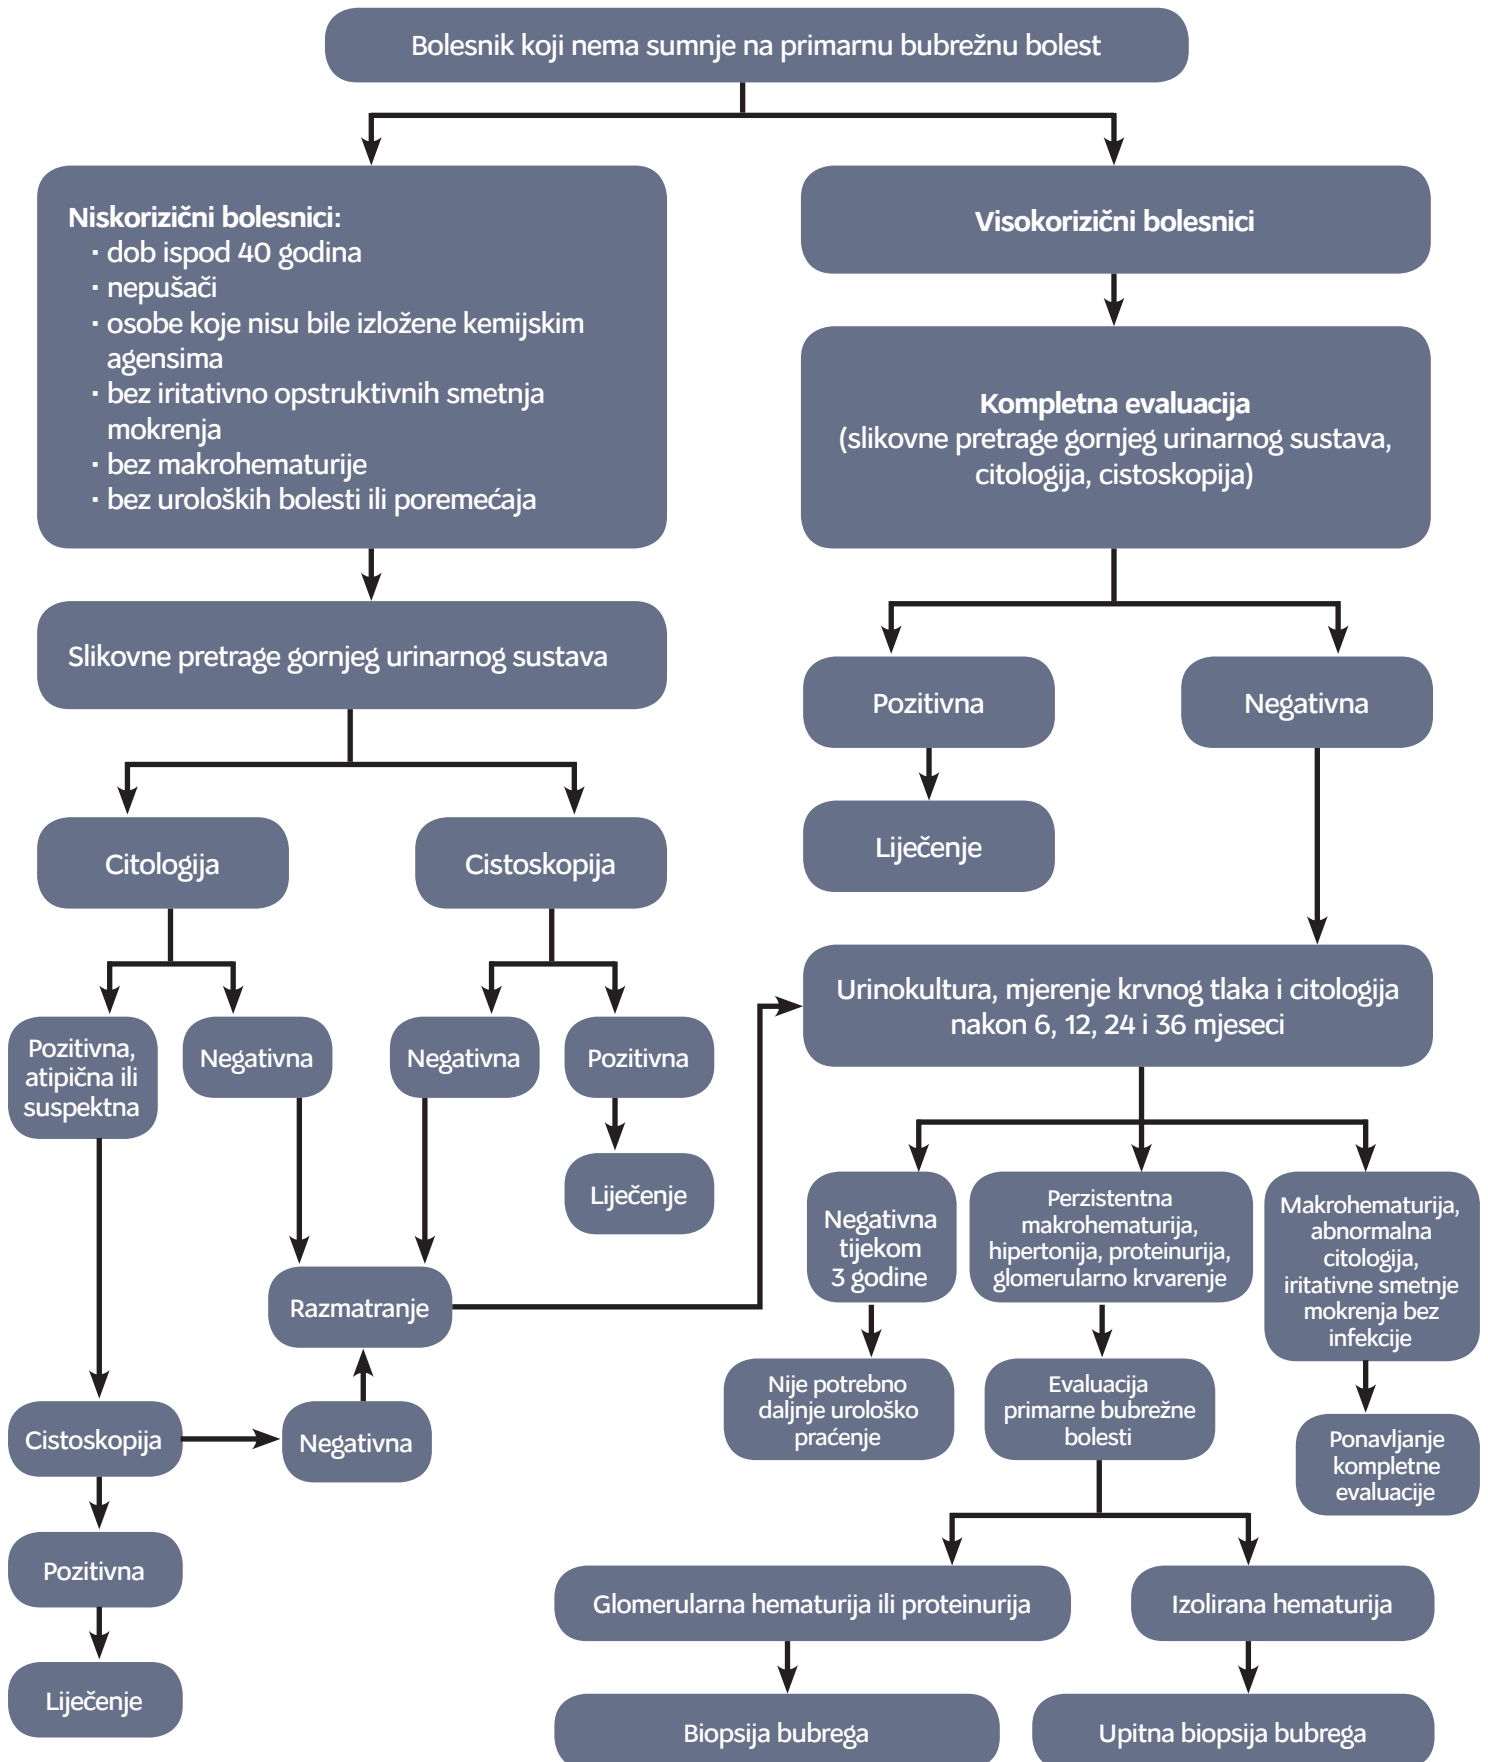 Bolesnik koji nema sumnje na primarnu bubrežnu bolest
Niskorizični bolesnici:
· dob ispod 40 godina
· nepušači
· osobe koje nisu bile izložene kemijskim
agensima
· bez iritativno opstruktivnih smetnja
mokrenja
· bez makrohematurije
· bez uroloških bolesti ili poremećaja
Visokorizični bolesnici
Kompletna evaluacija
(slikovne pretrage gornjeg urinarnog sustava,
citologija, cistoskopija)
Slikovne pretrage gornjeg urinarnog sustava
Pozitivna
Negativna
Liječenje
Citologija
Cistoskopija
Pozitivna,
atipična ili
suspektna
Negativna
Negativna
Pozitivna
Liječenje
Razmatranje
Cistoskopija
Negativna
Pozitivna
Liječenje
Urinokultura, mjerenje krvnog tlaka i citologija
nakon 6, 12, 24 i 36 mjeseci
Negativna
tijekom
3 godine
Perzistentna
makrohematurija,
hipertonija, proteinurija,
glomerularno krvarenje
Makrohematurija,
abnormalna
citologija,
iritativne smetnje
mokrenja bez
infekcije
Nije potrebno
daljnje urološko
praćenje
Evaluacija
primarne bubrežne
bolesti
Ponavljanje
kompletne
evaluacije
Glomerularna hematurija ili proteinurija
Izolirana hematurija
Biopsija bubrega
Upitna biopsija bubrega